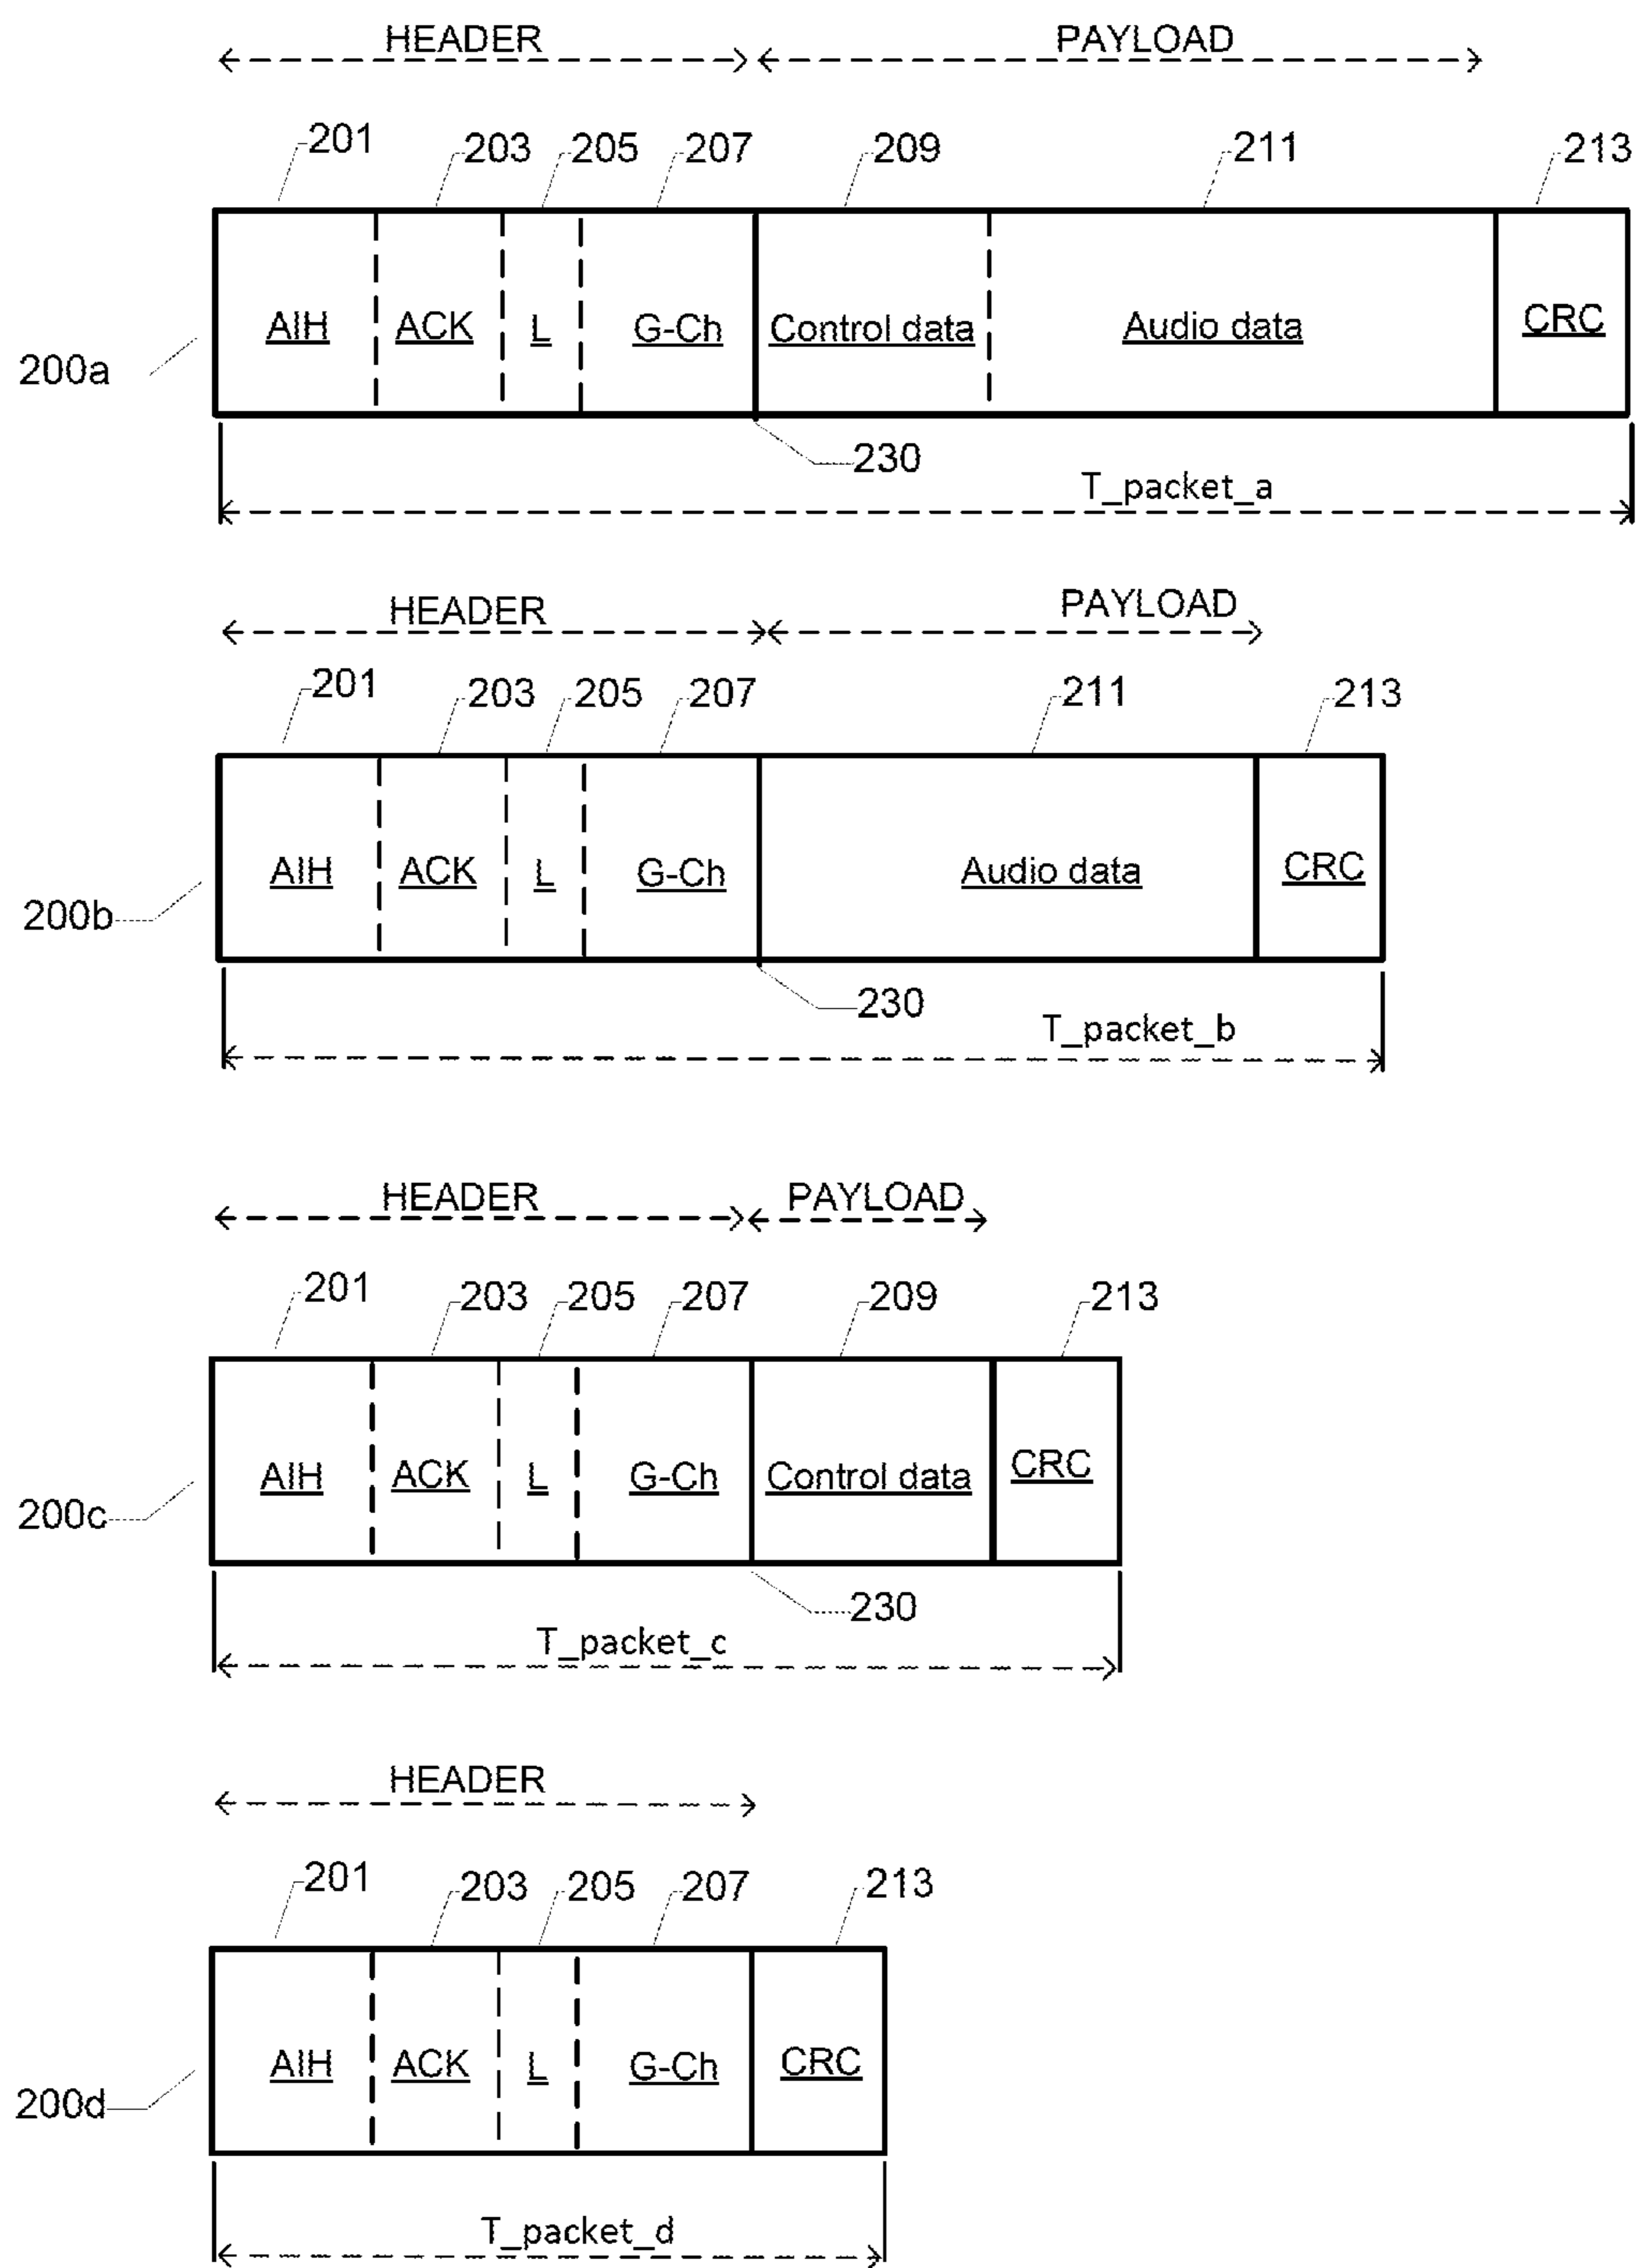 HEADER PAYLOAD
201 203 205 207 209 211 213
AIH ACK L G-Ch Control data Audio data CRC
200a
230
T_packet_a
HEADER PAYLOAD
201 203 205 207 211 213
AIH ACK L G-Ch Audio data CRC
200b
230
T_packet_b
HEADER PAYLOAD
201 203 205 207 209 213
AIH ACK L G-Ch Control data CRC
200c
230
T_packet_c
HEADER
201 203 205 207 213
AIH ACK L G-Ch CRC
200d
T_packet_d